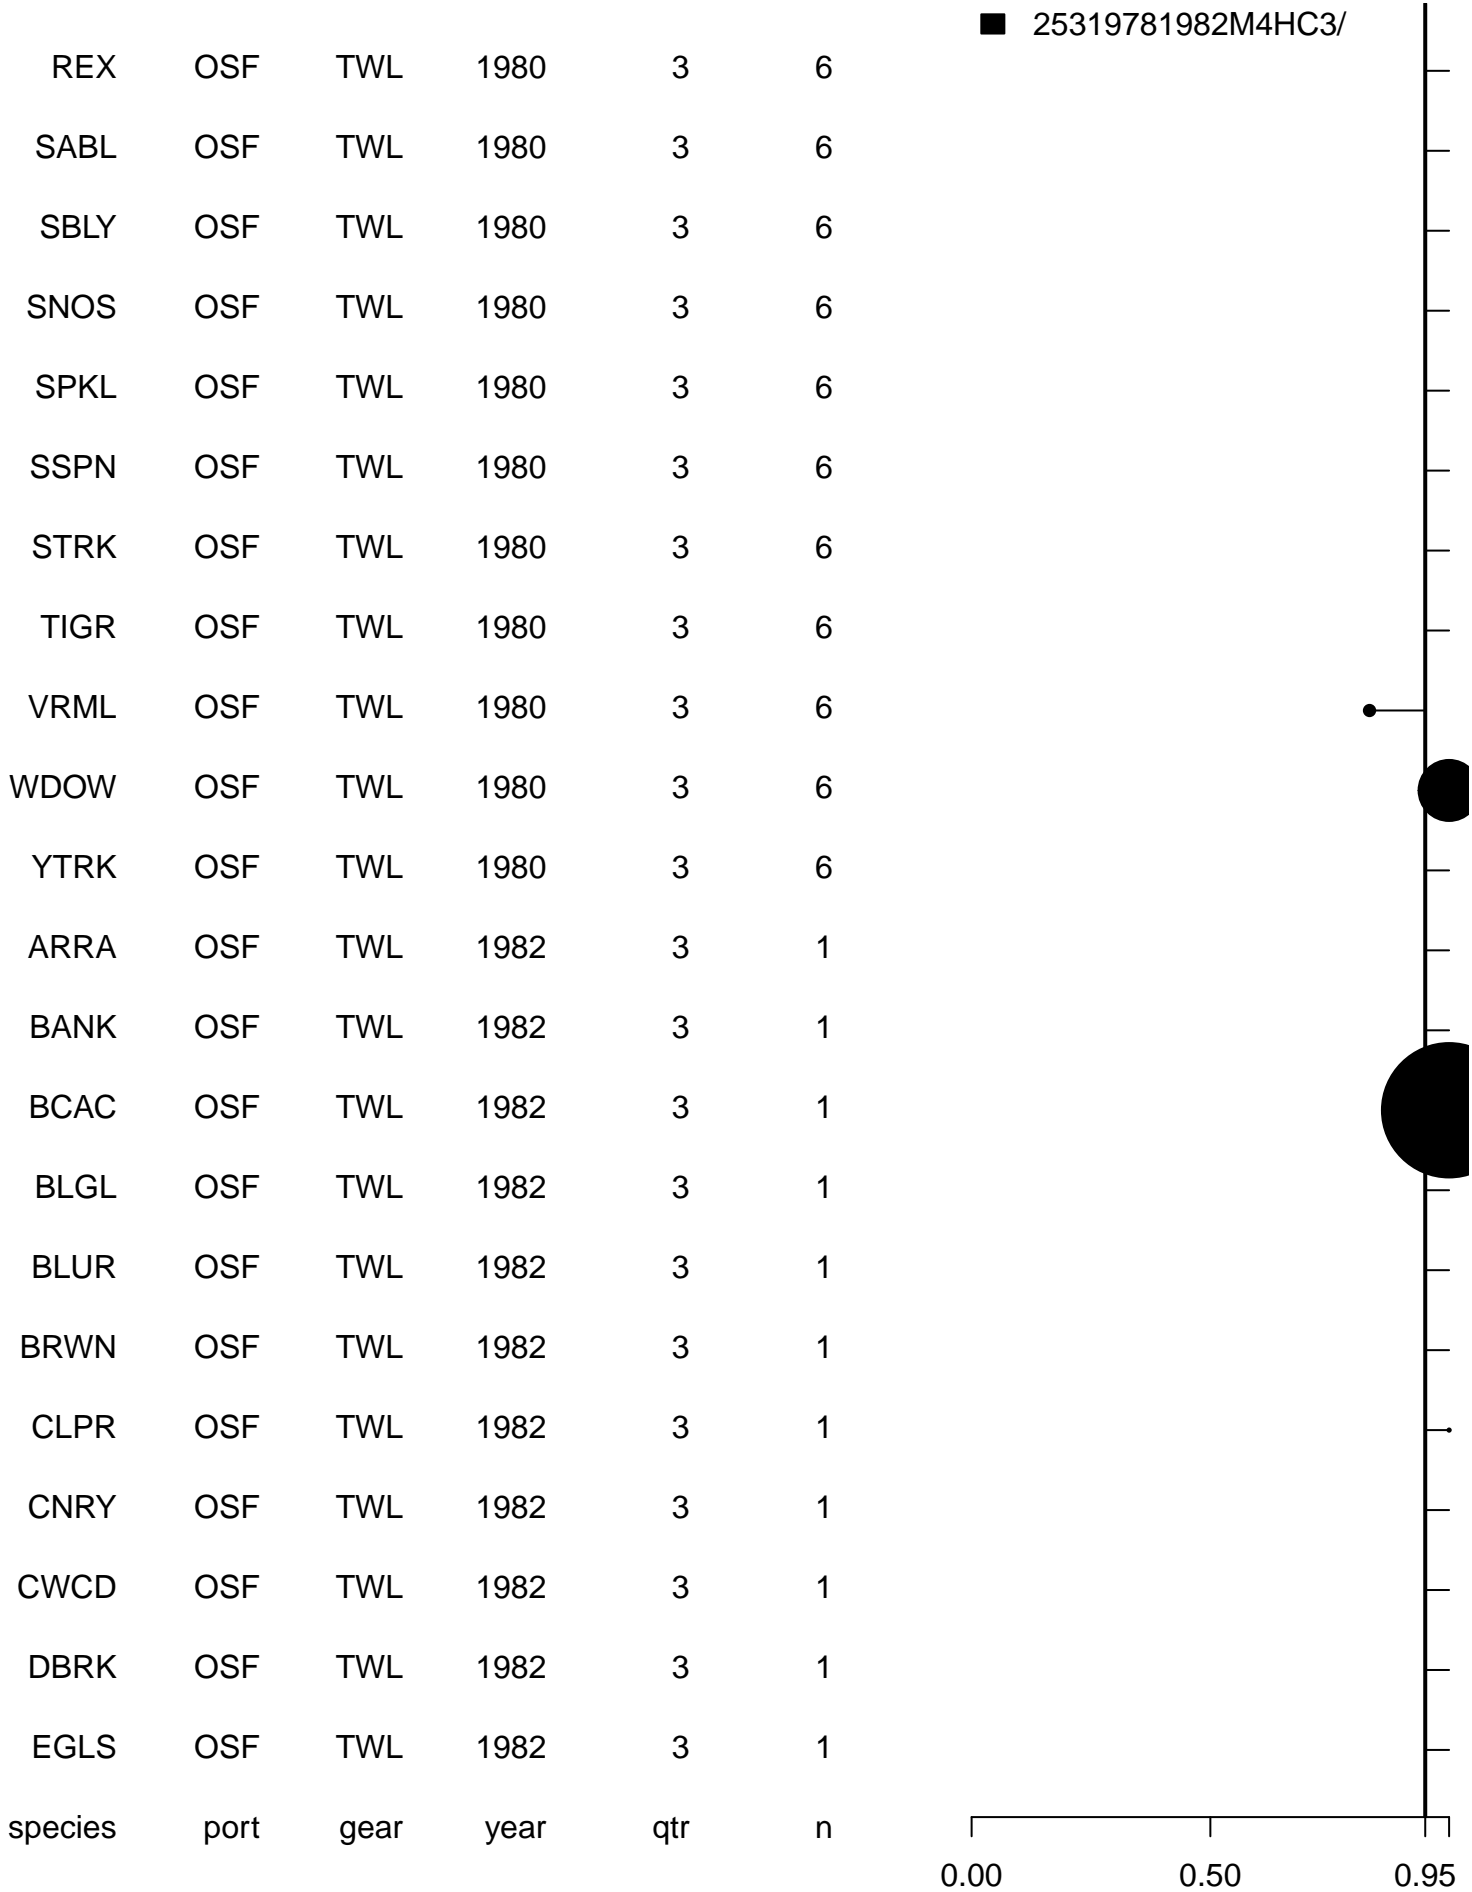 25319781982M4HC3/
REX OSF TWL 1980 3 6
SABL OSF TWL 1980 3 6
SBLY OSF TWL 1980 3 6
SNOS OSF TWL 1980 3 6
SPKL OSF TWL 1980 3 6
SSPN OSF TWL 1980 3 6
STRK OSF TWL 1980 3 6
TIGR OSF TWL 1980 3 6
VRML OSF TWL 1980 3 6
WDOW OSF TWL 1980 3 6
YTRK OSF TWL 1980 3 6
ARRA OSF TWL 1982 3 1
BANK OSF TWL 1982 3 1
BCAC OSF TWL 1982 3 1
BLGL OSF TWL 1982 3 1
BLUR OSF TWL 1982 3 1
BRWN OSF TWL 1982 3 1
CLPR OSF TWL 1982 3 1
CNRY OSF TWL 1982 3 1
CWCD OSF TWL 1982 3 1
DBRK OSF TWL 1982 3 1
EGLS OSF TWL 1982 3 1
species port gear year qtr n
0.00 0.50 0.95